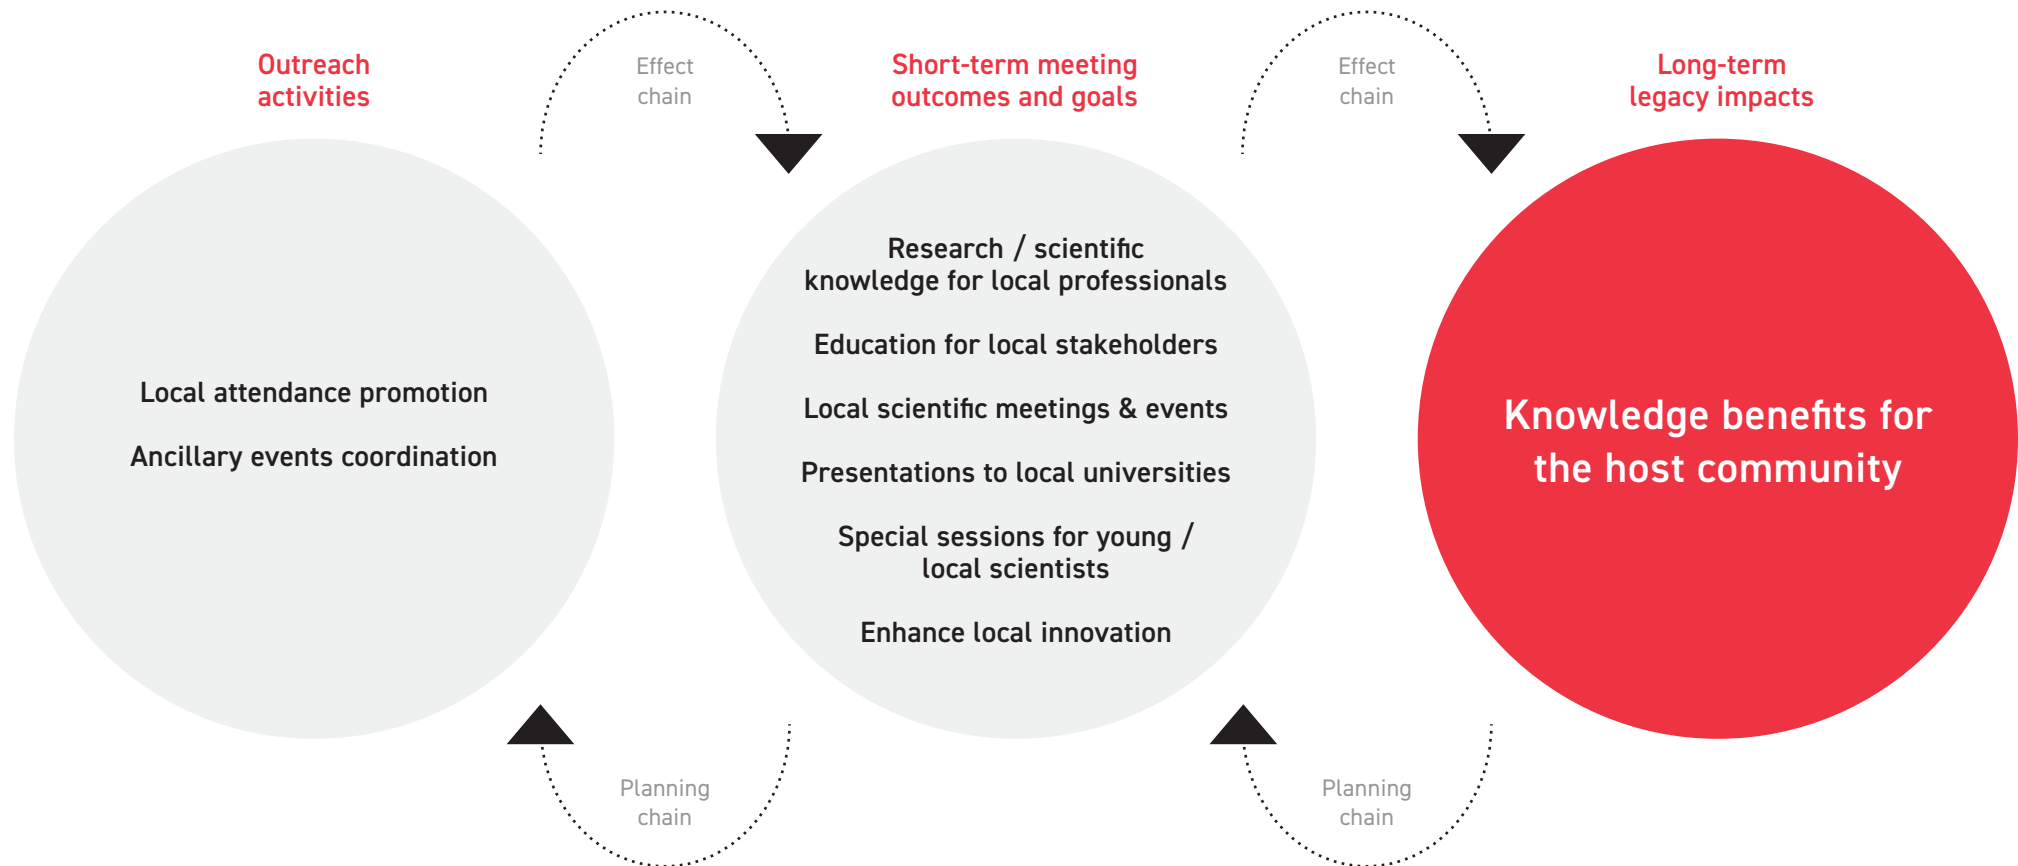 Outreach
activities
Effect
chain
Short-term meeting
outcomes and goals
Effect
chain
Long-term
legacy impacts
Local attendance promotion
Ancillary events coordination
Research / scientific
knowledge for local professionals
Education for local stakeholders
Local scientific meetings & events
Presentations to local universities
Special sessions for young /
local scientists
Enhance local innovation
Knowledge benefits for
the host community
Planning
chain
Planning
chain